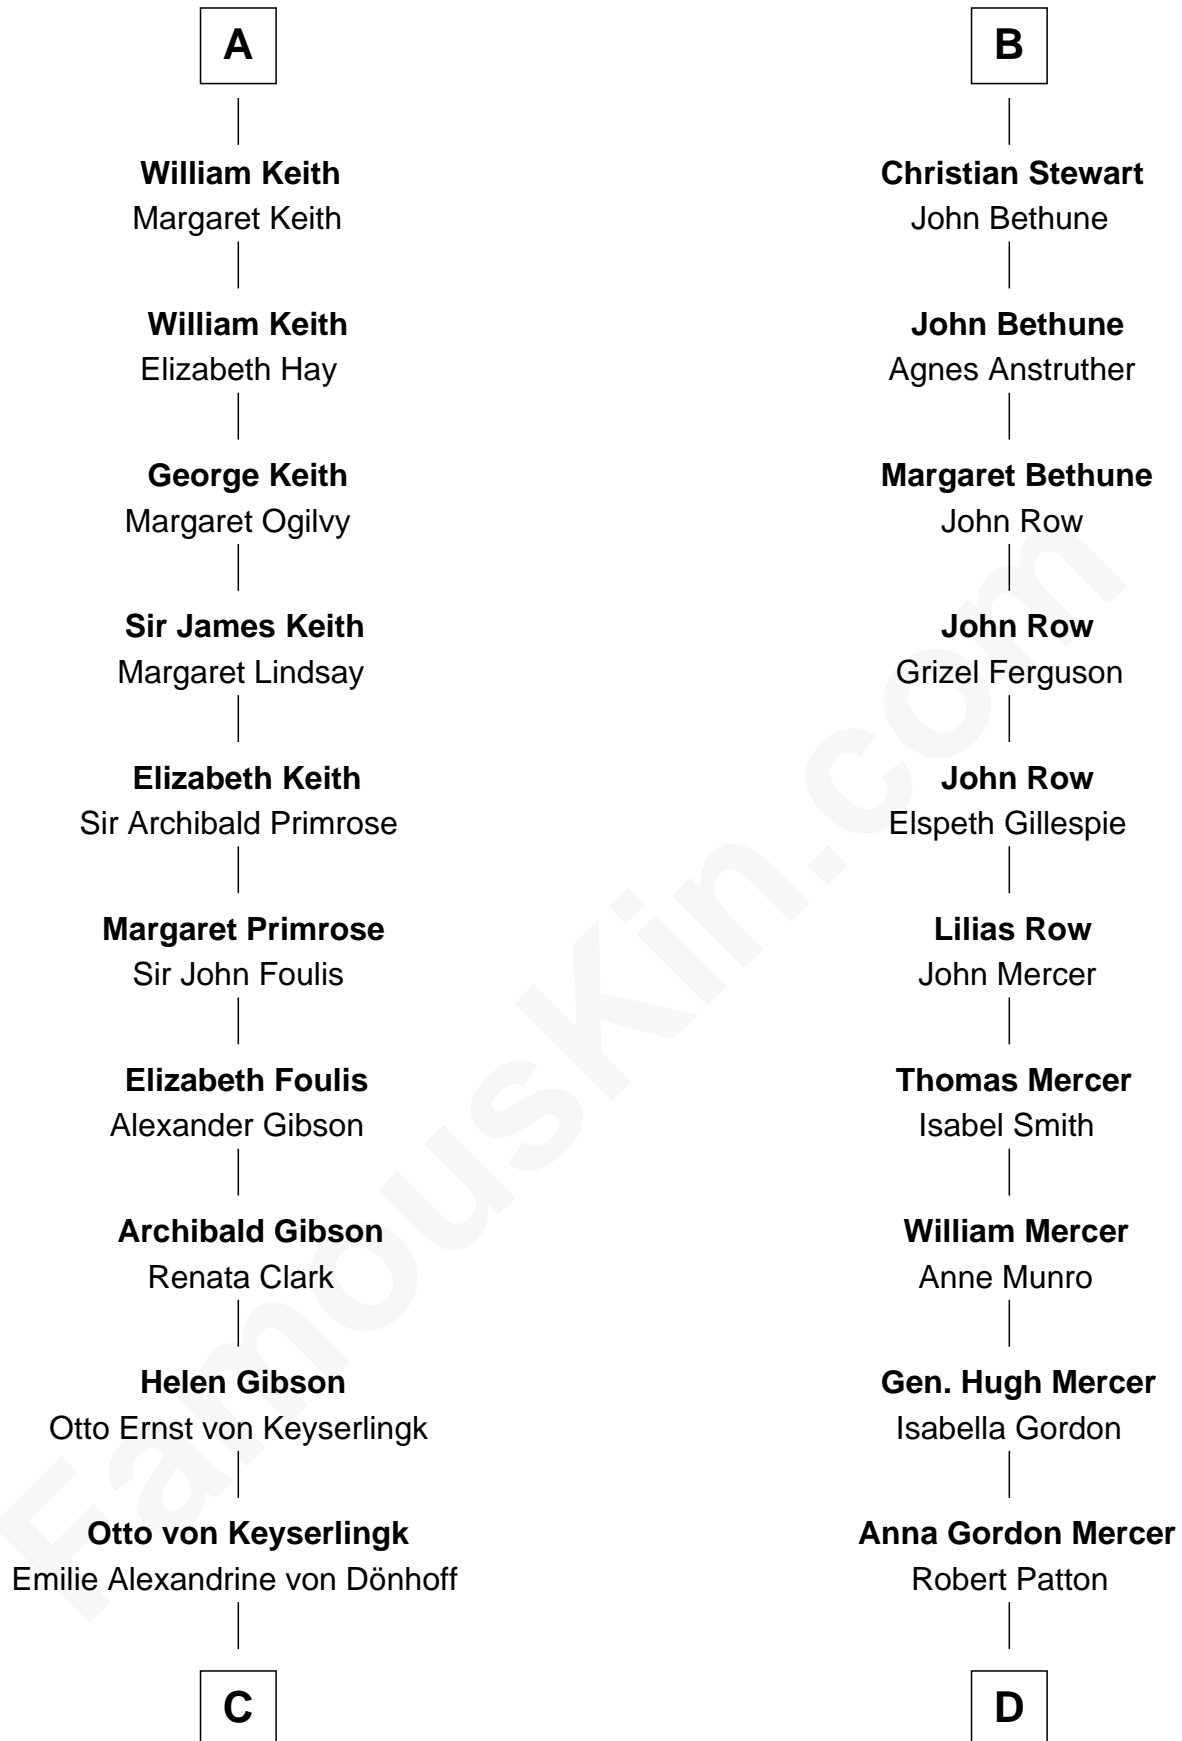 A
William Keith
Margaret Keith
William Keith
Elizabeth Hay
George Keith
Margaret Ogilvy
Sir James Keith
Margaret Lindsay
Elizabeth Keith
Sir Archibald Primrose
Margaret Primrose
Sir John Foulis
Elizabeth Foulis
Alexander Gibson
Archibald Gibson
Renata Clark
Helen Gibson
Otto Ernst von Keyserlingk
Otto von Keyserlingk
Emilie Alexandrine von Dönhoff
C
B
Christian Stewart
John Bethune
John Bethune
Agnes Anstruther
Margaret Bethune
John Row
John Row
Grizel Ferguson
John Row
Elspeth Gillespie
Lilias Row
John Mercer
Thomas Mercer
Isabel Smith
William Mercer
Anne Munro
Gen. Hugh Mercer
Isabella Gordon
Anna Gordon Mercer
Robert Patton
D
FamousKin.com